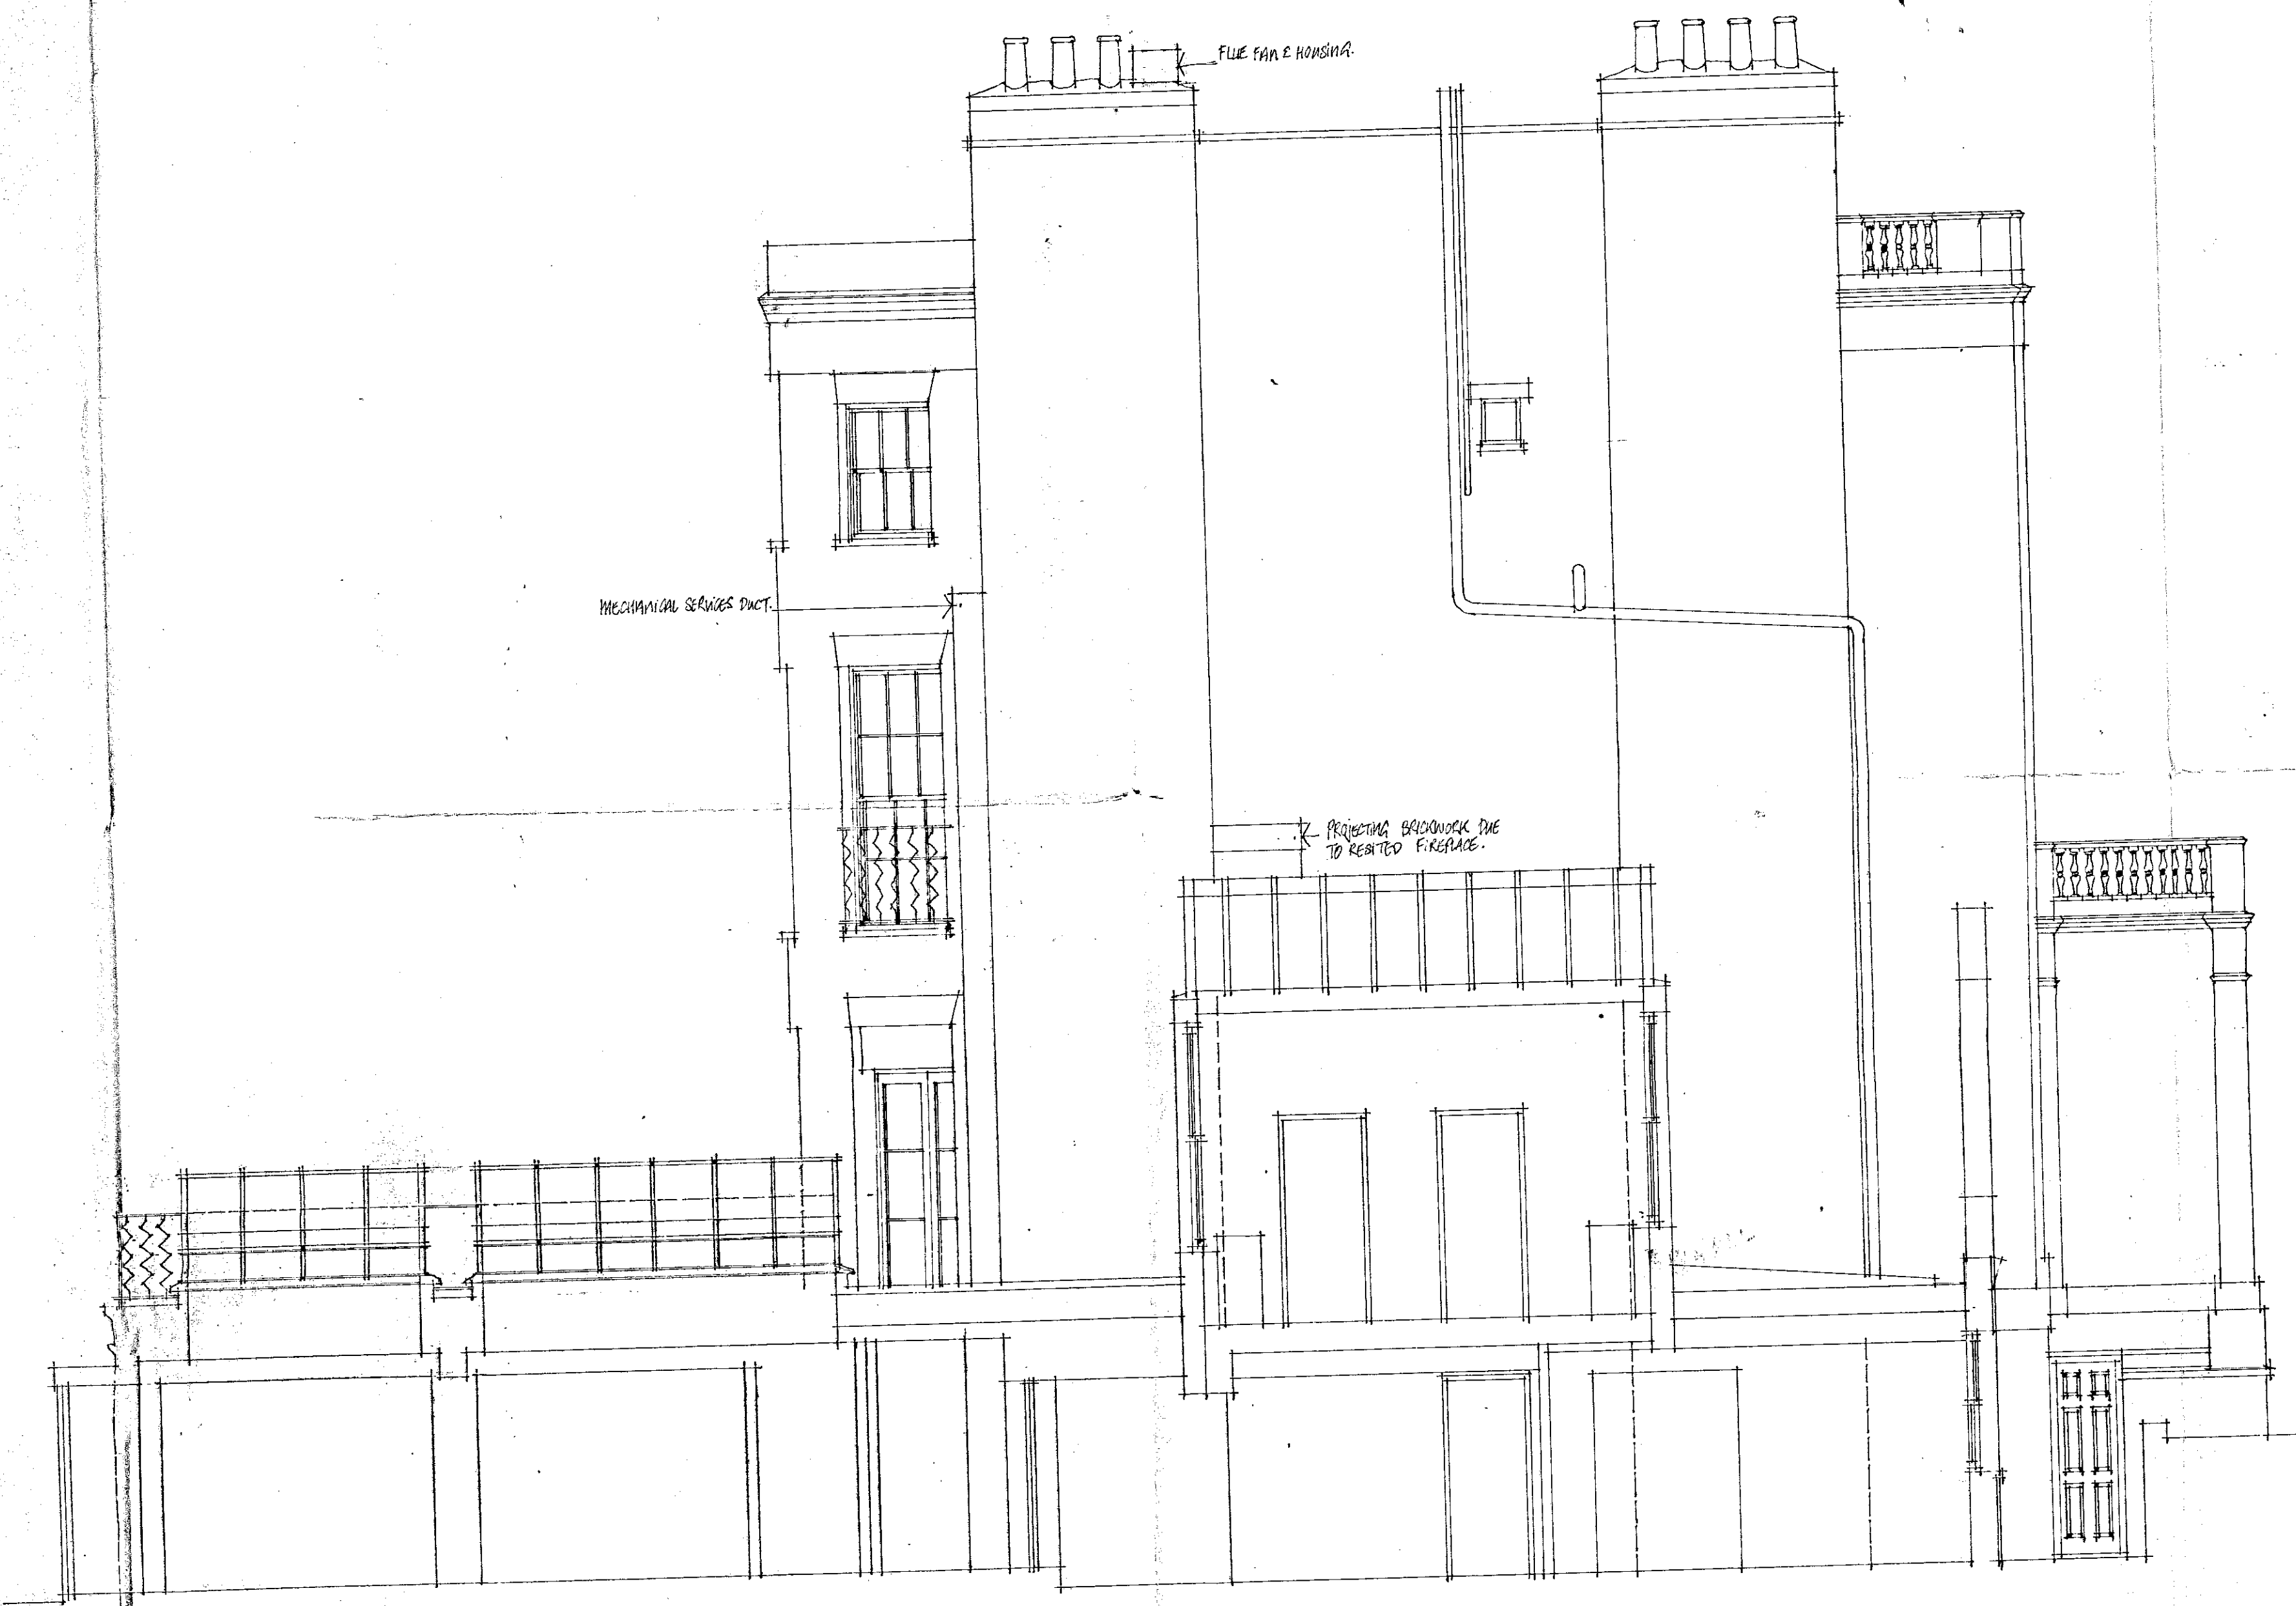 FLUE FAN & HOUSING.
MECHANICAL SERVICES DUCT.
PROJECTING BRICKWORK DUE
TO RESITED FIREPLACE.